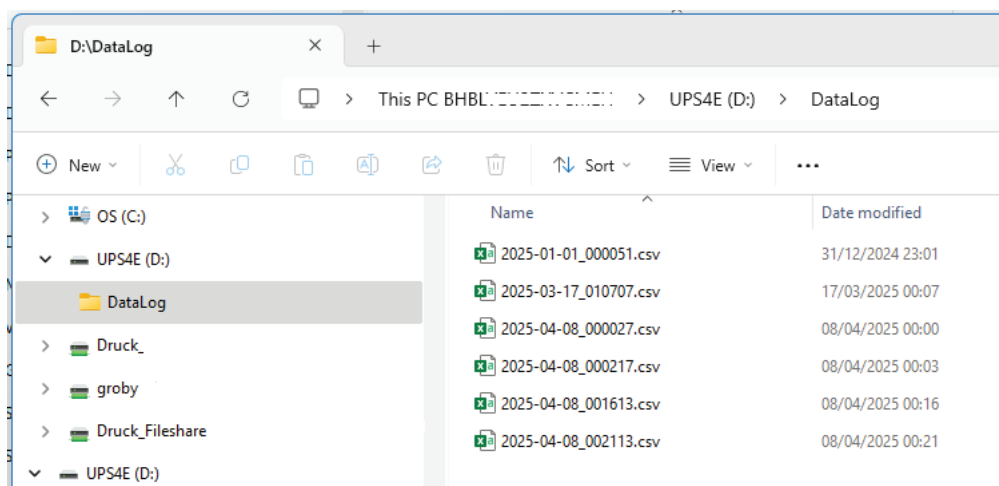 D:\DataLog
This PC BHBL > UPS4E (D:) > DataLog
New Sort View
OS (C:)
UPS4E (D:)
DataLog
Druck_
groby
Druck_Fileshare
UPS4E (D:)
Name Date modified
2025-01-01_000051.csv 31/12/2024 23:01
2025-03-17_010707.csv 17/03/2025 00:07
2025-04-08_000027.csv 08/04/2025 00:00
2025-04-08_000217.csv 08/04/2025 00:03
2025-04-08_001613.csv 08/04/2025 00:16
2025-04-08_002113.csv 08/04/2025 00:21